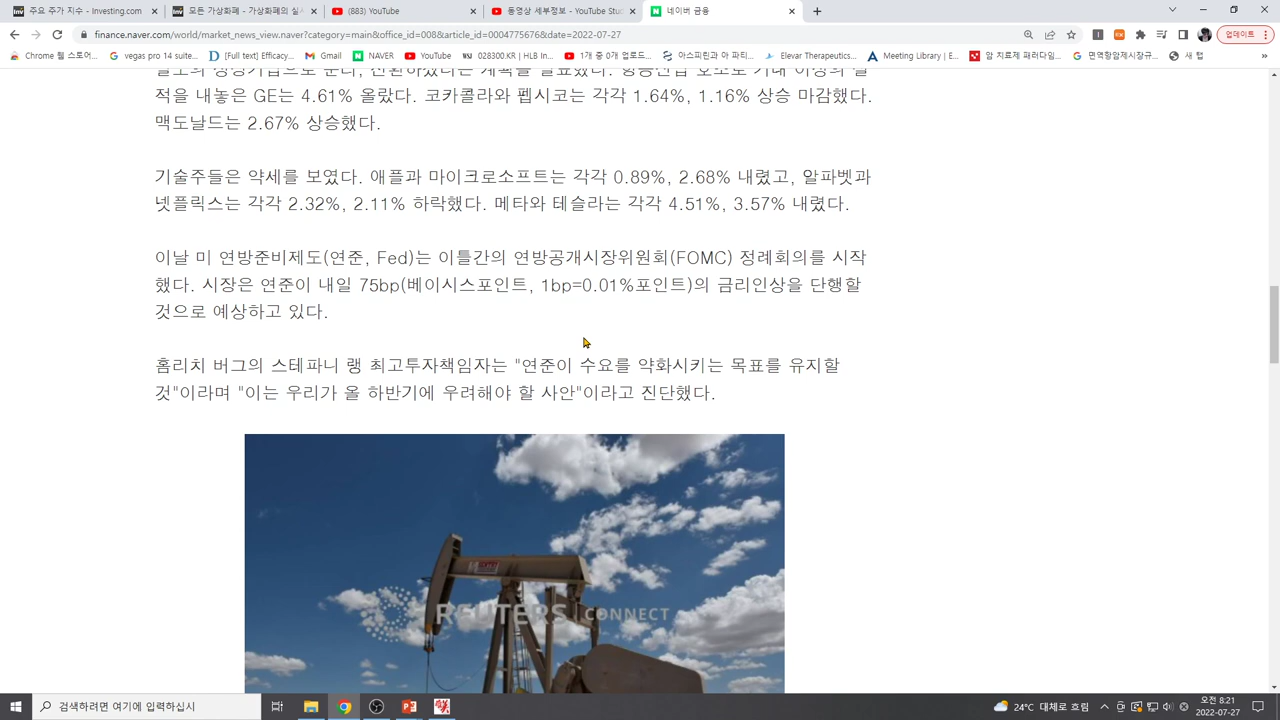 주요 주가 지수 - Investing.com
모든 가상화폐 - 가상화폐의 실시
(883) YouTube
동영상 세부정보 - YouTube Stu
네이버 금융
finance.naver.com/world/market_news_view.naver?category=main&office_id=008&article_id=0004775676&date=2022-07-27
업데이트
Chrome 웹 스토어...
vegas pro 14 suite...
[Full text] Efficacy...
Gmail
NAVER
YouTube
028300.KR | HLB In...
1개 중 0개 업로드...
아스피린과 아 파티...
Elevar Therapeutics...
Meeting Library | E...
암 치료제 패러다임...
면역항암제시장규...
새 탭
적을 내놓은 GE는 4.61% 올랐다. 코카콜라와 펩시코는 각각 1.64%, 1.16% 상승 마감했다.
맥도날드는 2.67% 상승했다.
기술주들은 약세를 보였다. 애플과 마이크로소프트는 각각 0.89%, 2.68% 내렸고, 알파벳과
넷플릭스는 각각 2.32%, 2.11% 하락했다. 메타와 테슬라는 각각 4.51%, 3.57% 내렸다.
이날 미 연방준비제도(연준, Fed)는 이틀간의 연방공개시장위원회(FOMC) 정례회의를 시작
했다. 시장은 연준이 내일 75bp(베이시스포인트, 1bp=0.01%포인트)의 금리인상을 단행할
것으로 예상하고 있다.
홈리치 버그의 스테파니 랭 최고투자책임자는 "연준이 수요를 약화시키는 목표를 유지할
것"이라며 "이는 우리가 올 하반기에 우려해야 할 사안"이라고 진단했다.
REUTERS CONNECT
검색하려면 여기에 입력하십시
24°C 대체로 흐림
오전 8:21
2022-07-27